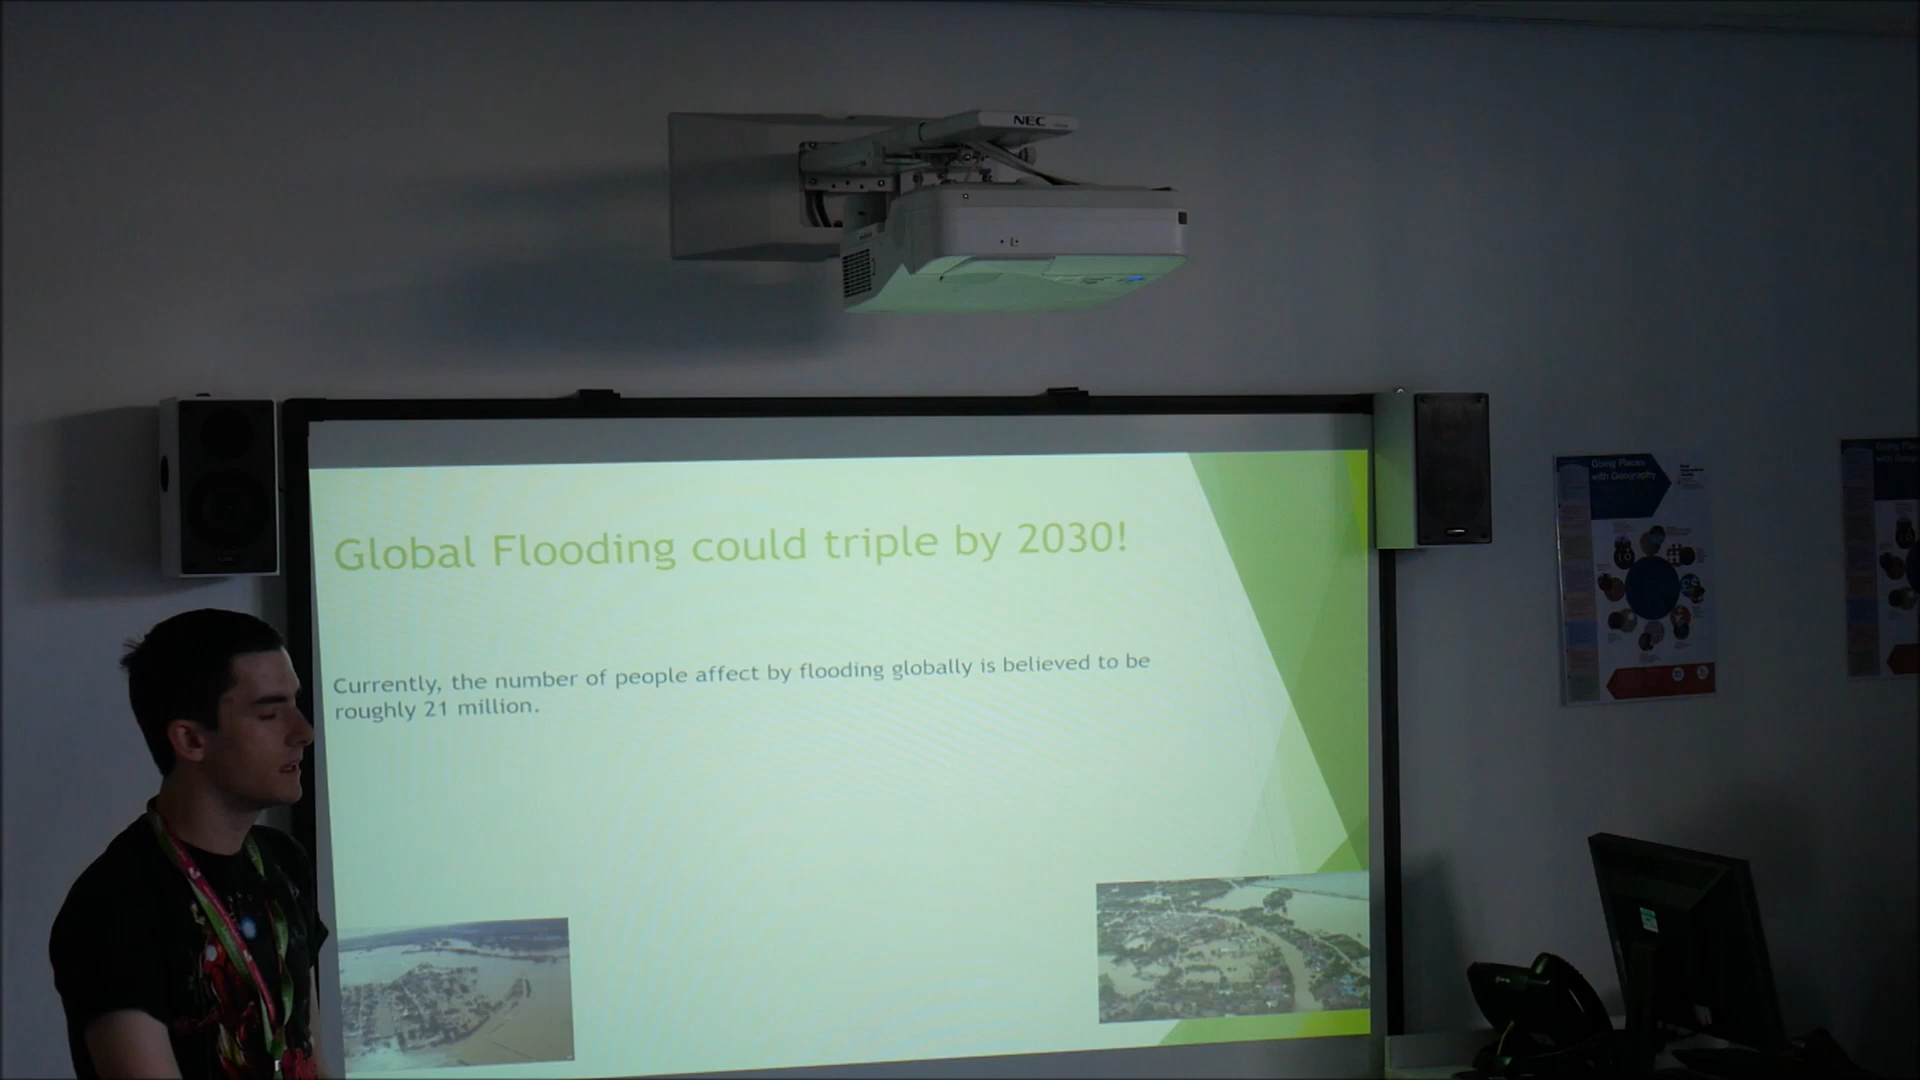 NEC
Global Flooding could triple by 2030!
Currently, the number of people affect by flooding globally is believed to be
roughly 21 million.
Going Places
with Geography